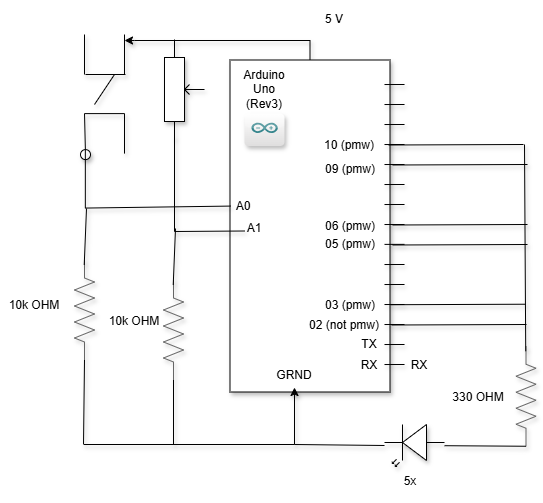 5 V
Arduino
Uno
(Rev3)
10 (pmw)
09 (pmw)
A0
A1
06 (pmw)
05 (pmw)
10k OHM
10k OHM
03 (pmw)
02 (not pmw)
TX
RX
RX
GRND
330 OHM
5x